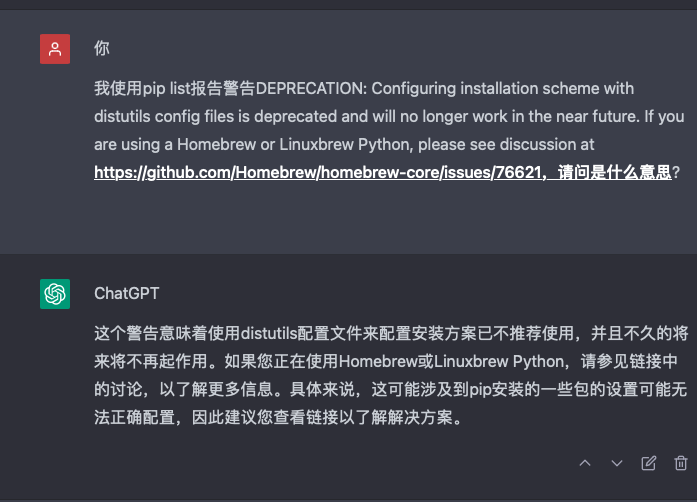 你
我使用pip list报告警告DEPRECATION: Configuring installation scheme with
distutils config files is deprecated and will no longer work in the near future. If you
are using a Homebrew or Linuxbrew Python, please see discussion at
https://github.com/Homebrew/homebrew-core/issues/76621，请问是什么意思?
ChatGPT
这个警告意味着使用distutils配置文件来配置安装方案已不推荐使用，并且不久的将
来将不再起作用。如果您正在使用Homebrew或Linuxbrew Python，请参见链接中
的讨论，以了解更多信息。具体来说，这可能涉及到pip安装的一些包的设置可能无
法正确配置，因此建议您查看链接以了解解决方案。